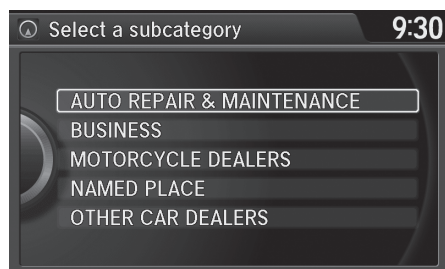 Select a subcategory 9:30
AUTO REPAIR & MAINTENANCE
BUSINESS
MOTORCYCLE DEALERS
NAMED PLACE
OTHER CAR DEALERS